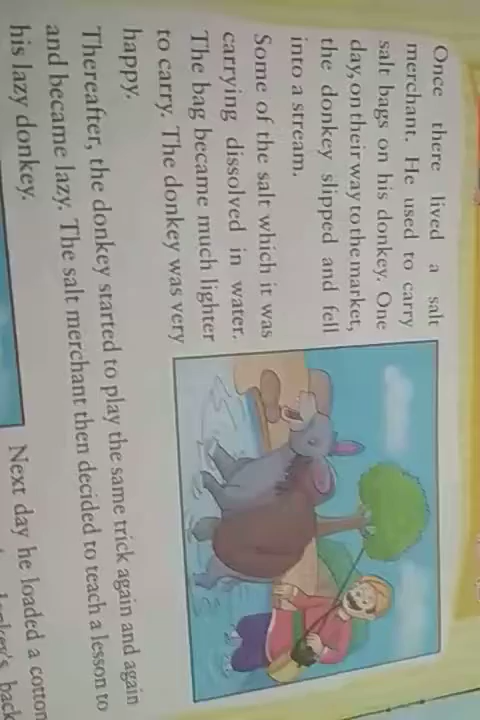 Once there lived a salt
merchant. He used to carry
salt bags on his donkey. One
day, on their way to the market,
the donkey slipped and fell
into a stream.
Some of the salt which it was
carrying dissolved in water.
The bag became much lighter
to carry. The donkey was very
happy.
Thereafter, the donkey started to play the same trick again and again
and became lazy. The salt merchant then decided to teach a lesson to
his lazy donkey.
Next day he loaded a cotton
donkey's back